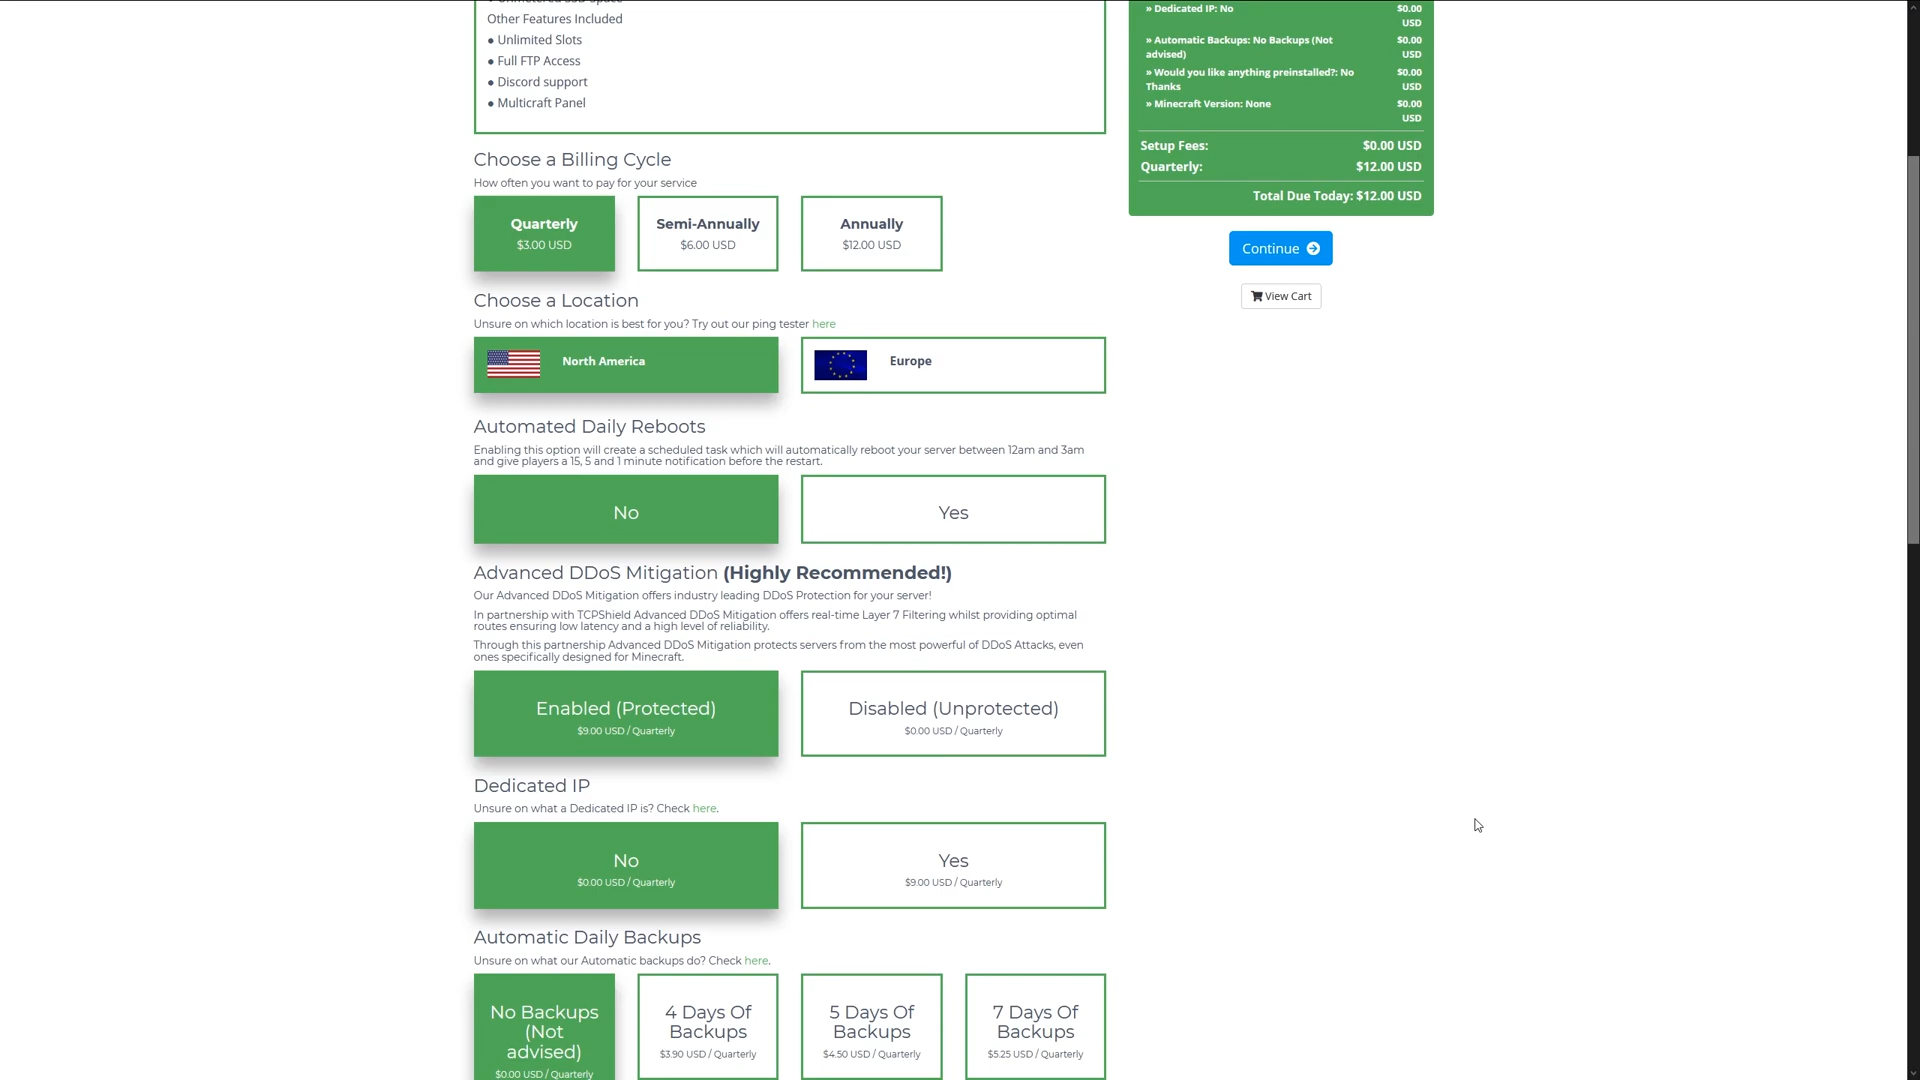 Other Features Included
● Unlimited Slots
● Full FTP Access
● Discord support
● Multicraft Panel
Choose a Billing Cycle
How often you want to pay for your service
Quarterly
$3.00 USD
Semi-Annually
$6.00 USD
Annually
$12.00 USD
Choose a Location
Unsure on which location is best for you? Try out our ping tester here
North America
Europe
Automated Daily Reboots
Enabling this option will create a scheduled task which will automatically reboot your server between 12am and 3am
and give players a 15, 5 and 1 minute notification before the restart.
No
Yes
Advanced DDoS Mitigation (Highly Recommended!)
Our Advanced DDoS Mitigation offers industry leading DDoS Protection for your server!
In partnership with TCPShield Advanced DDoS Mitigation offers real-time Layer 7 Filtering whilst providing optimal
routes ensuring low latency and a high level of reliability.
Through this partnership Advanced DDoS Mitigation protects servers from the most powerful of DDoS Attacks, even
ones specifically designed for Minecraft.
Enabled (Protected)
$9.00 USD / Quarterly
Disabled (Unprotected)
$0.00 USD / Quarterly
Dedicated IP
Unsure on what a Dedicated IP is? Check here.
No
$0.00 USD / Quarterly
Yes
$9.00 USD / Quarterly
Automatic Daily Backups
Unsure on what our Automatic backups do? Check here.
No Backups
(Not
advised)
$0.00 USD / Quarterly
4 Days Of
Backups
$3.90 USD / Quarterly
5 Days Of
Backups
$4.50 USD / Quarterly
7 Days Of
Backups
$5.25 USD / Quarterly
» Dedicated IP: No $0.00
USD
» Automatic Backups: No Backups (Not $0.00
advised) USD
» Would you like anything preinstalled?: No $0.00
Thanks USD
» Minecraft Version: None $0.00
USD
Setup Fees: $0.00 USD
Quarterly: $12.00 USD
Total Due Today: $12.00 USD
Continue
View Cart